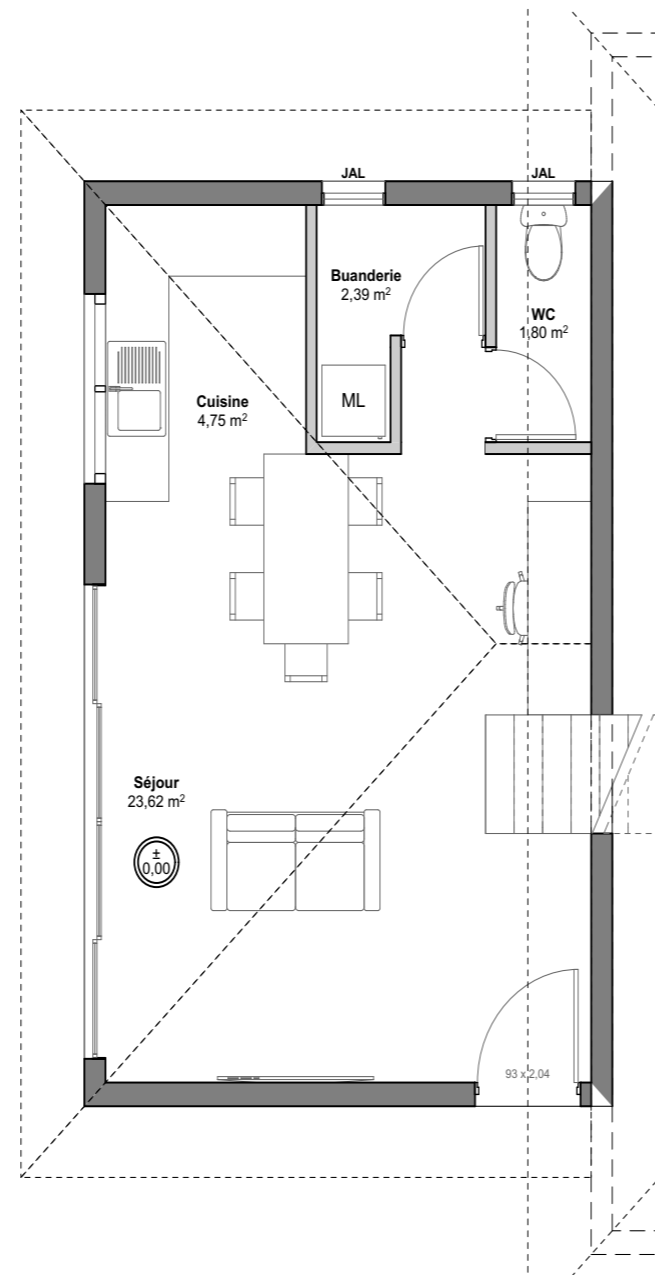 JAL
JAL
Buanderie
2,39 m²
WC
1,80 m²
Cuisine
4,75 m²
ML
Séjour
23,62 m²
±
0,00
93 x 2,04